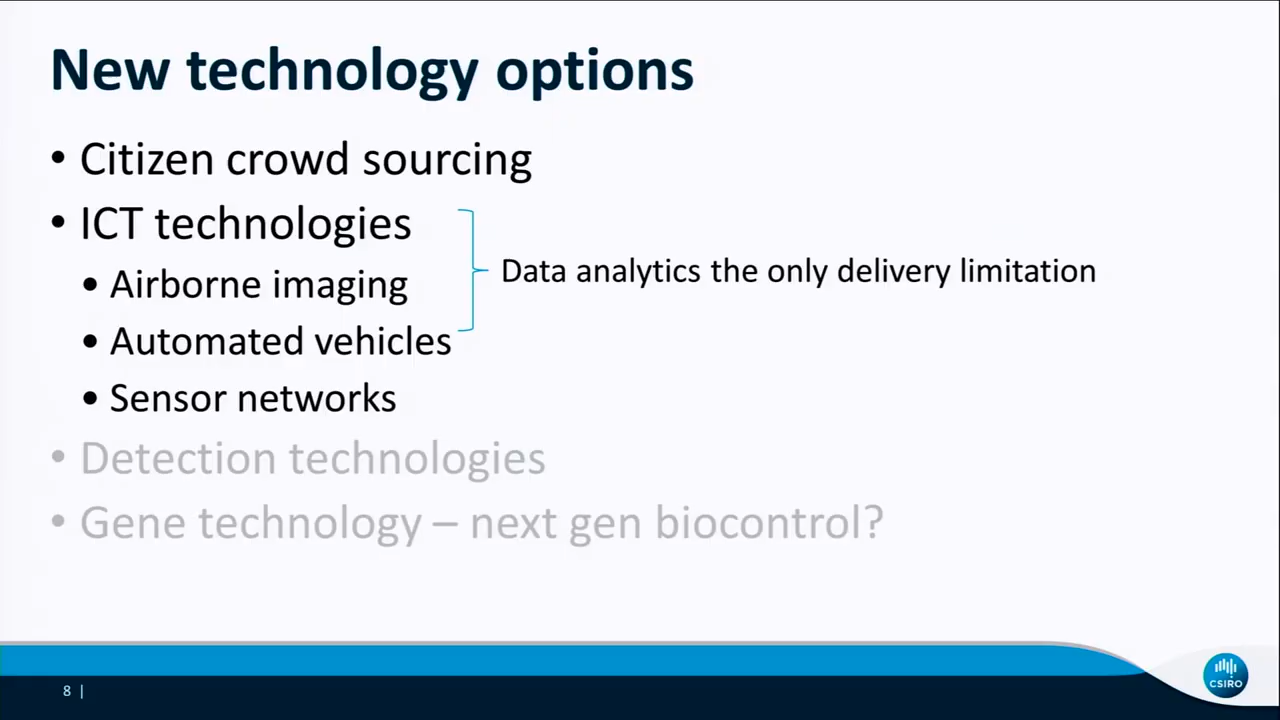 New technology options
• Citizen crowd sourcing
• ICT technologies
• Airborne imaging
• Automated vehicles
• Sensor networks
Data analytics the only delivery limitation
• Detection technologies
• Gene technology – next gen biocontrol?
8 |
CSIRO